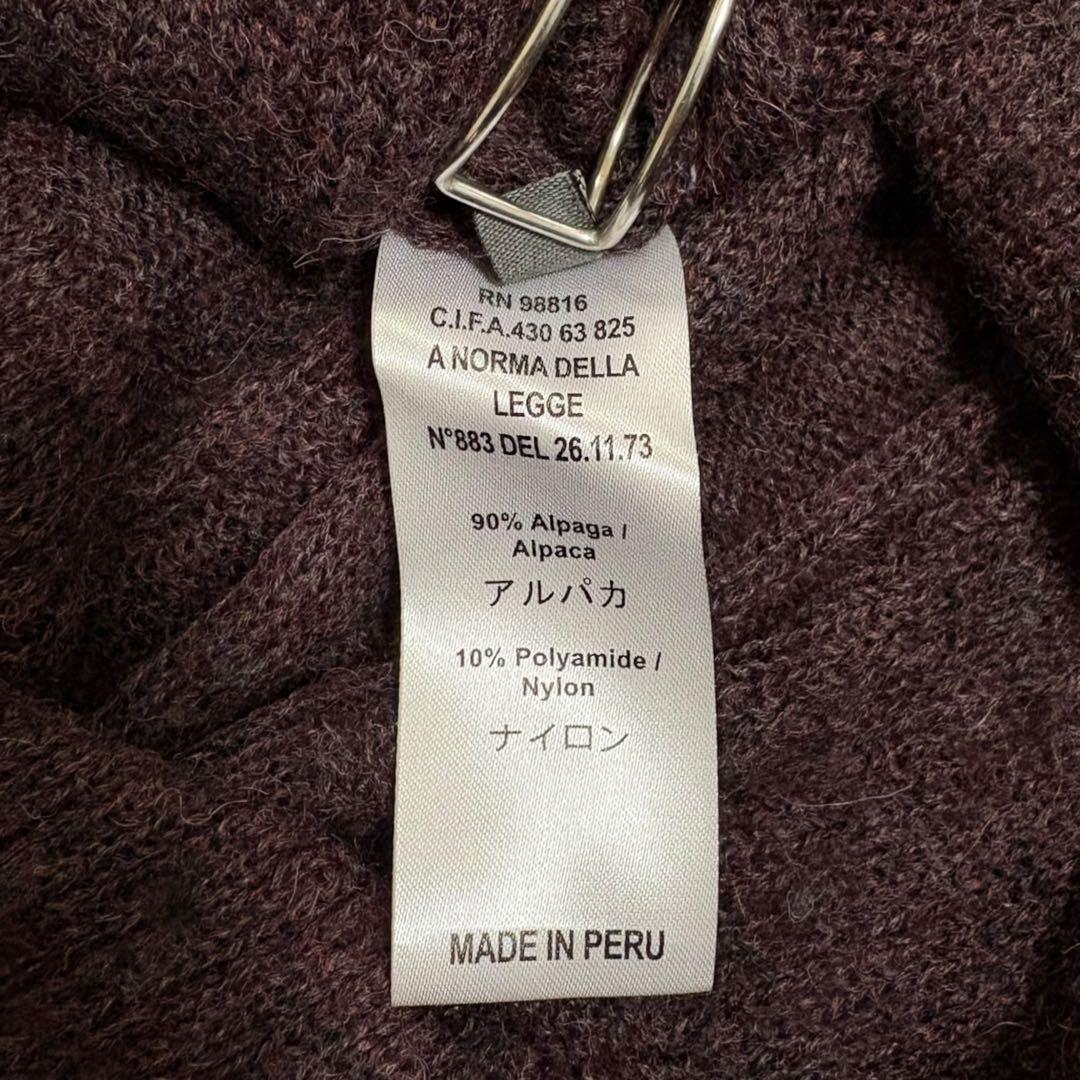 RN 98816
C.I.F.A.430 63 825
A NORMA DELLA
LEGGE
N°883 DEL 26.11.73
90% Alpaga /
Alpaca
アルパカ
10% Polyamide /
Nylon
ナイロン
MADE IN PERU